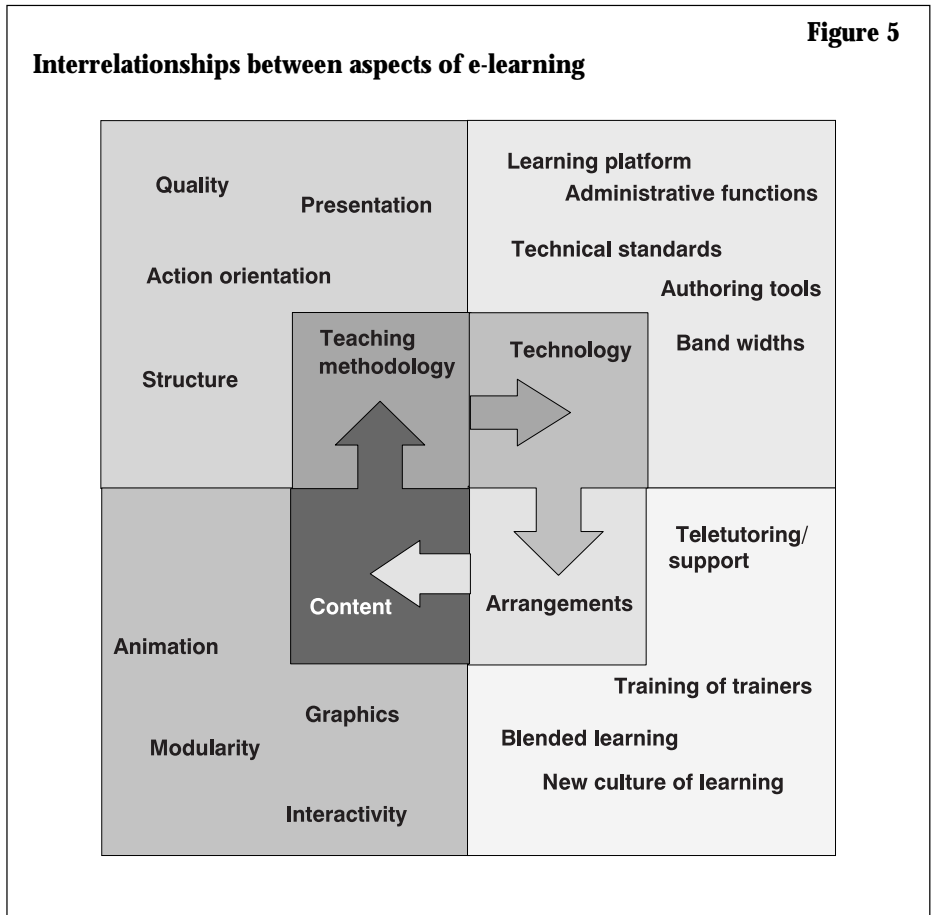 Figure 5
Interrelationships between aspects of e-learning
Quality
Presentation
Action orientation
Structure
Teaching
methodology
Learning platform
Administrative functions
Technical standards
Authoring tools
Band widths
Technology
Content
Animation
Graphics
Modularity
Interactivity
Arrangements
Teletutoring/
support
Training of trainers
Blended learning
New culture of learning